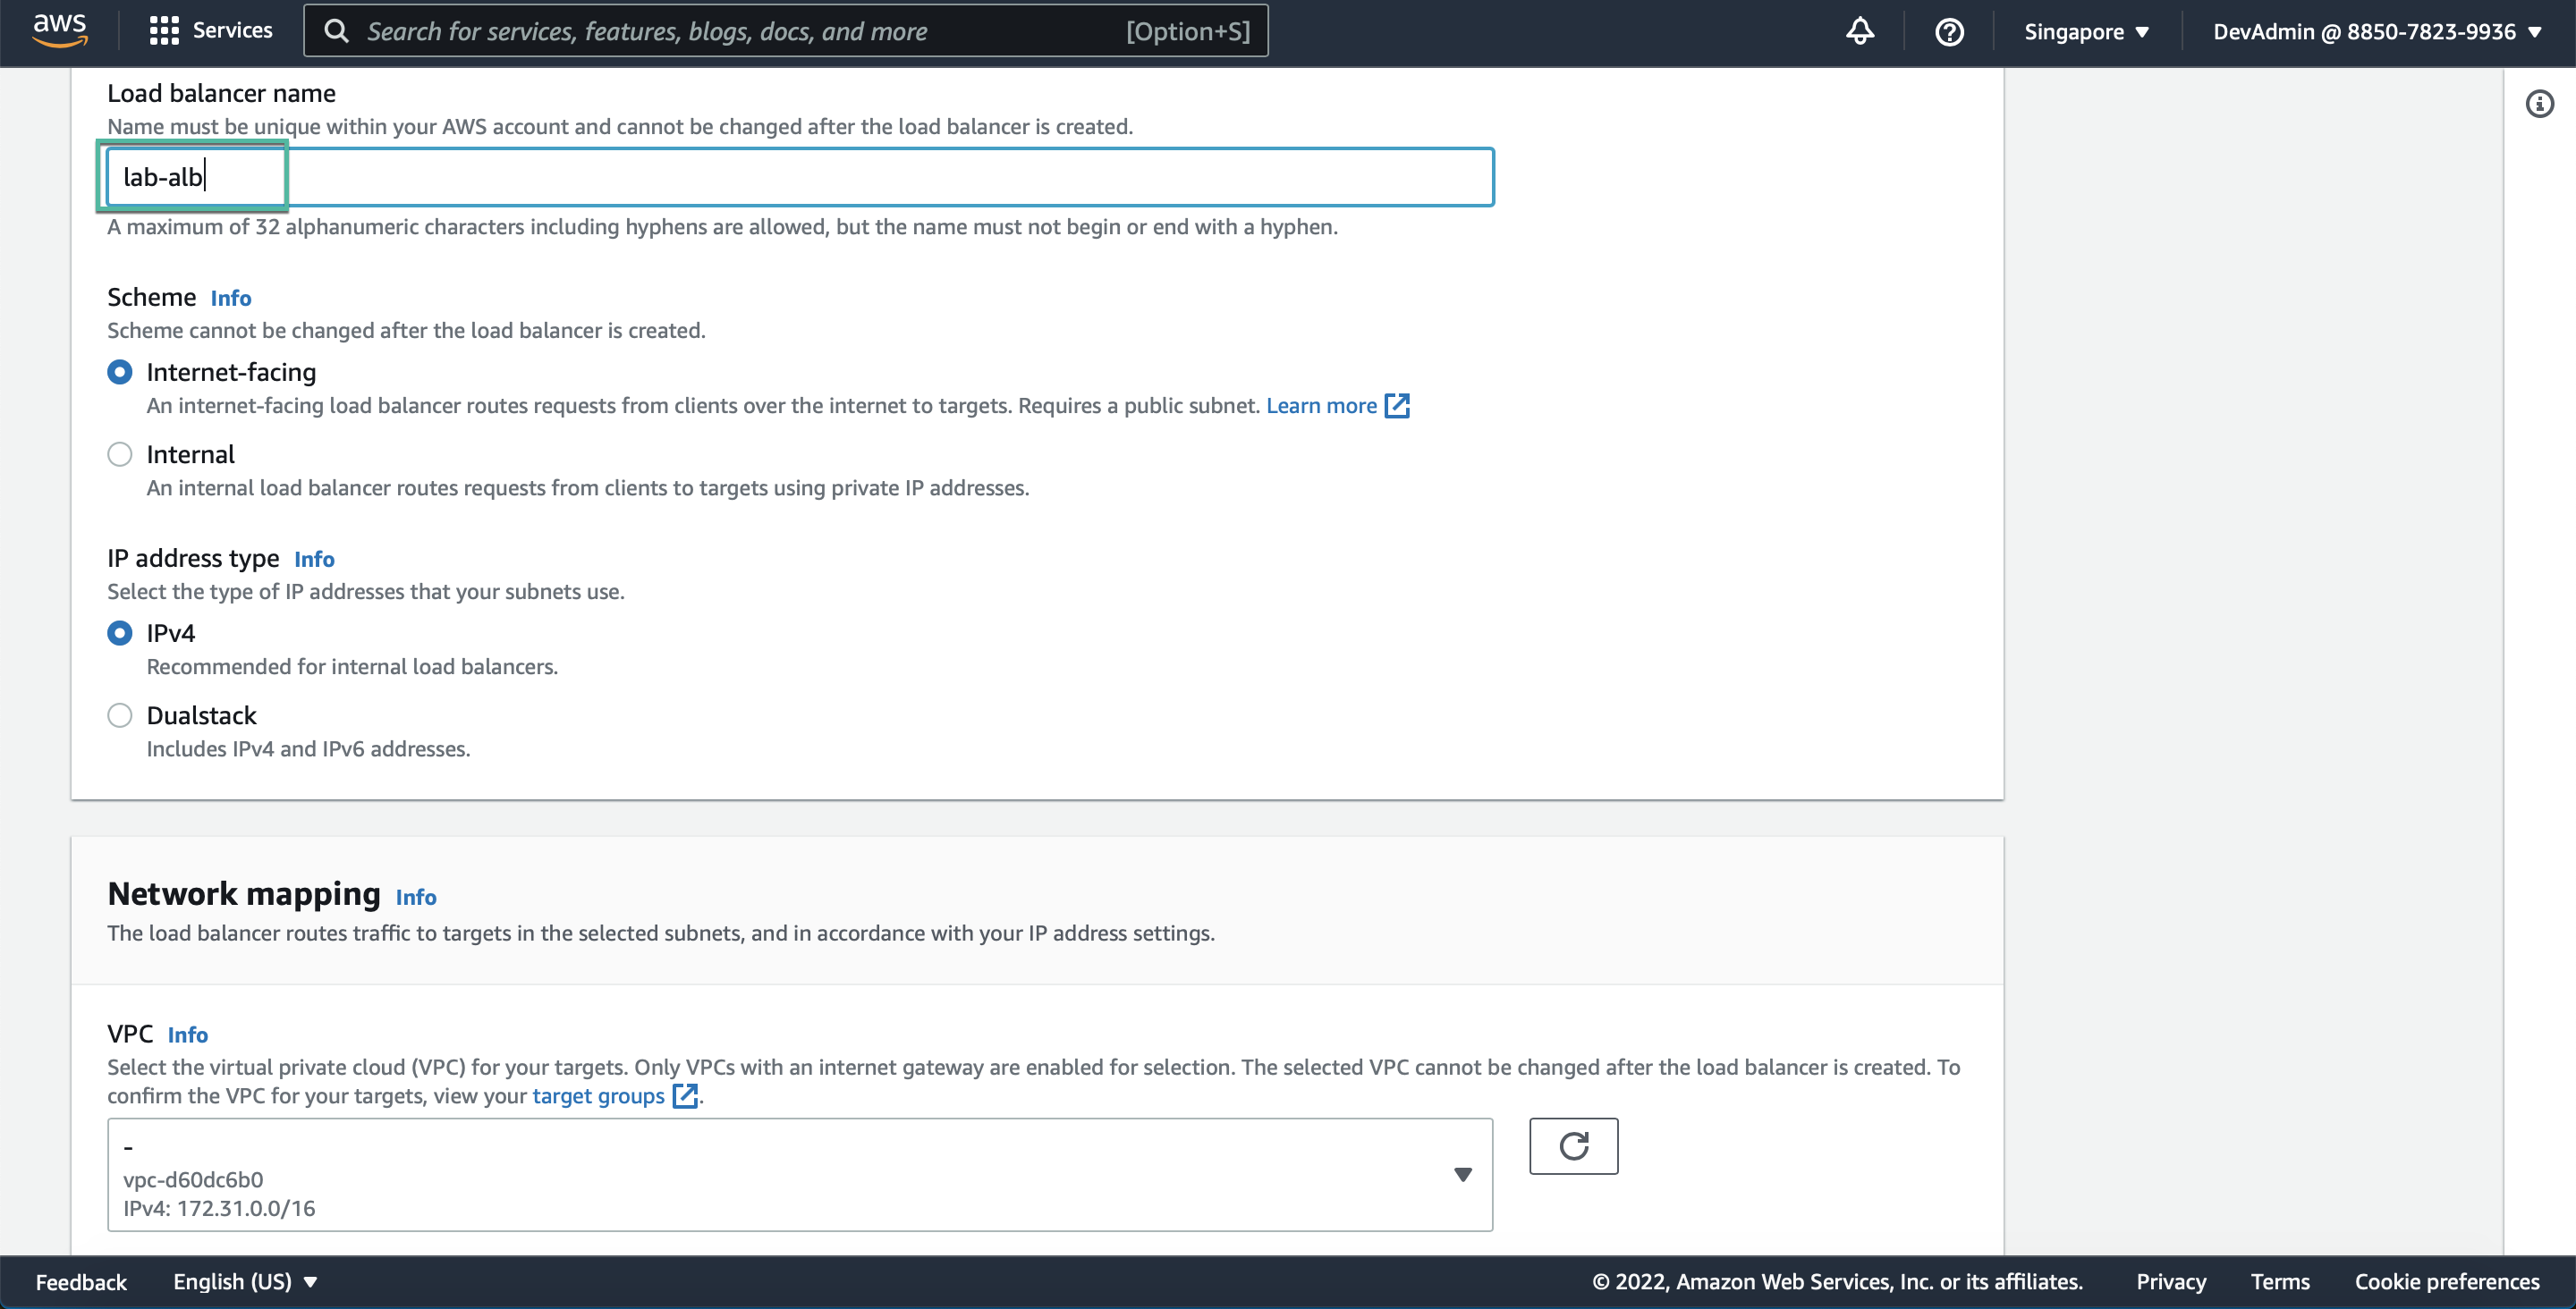 aws
Services
Search for services, features, blogs, docs, and more
[Option+S]
Singapore
DevAdmin @ 8850-7823-9936
Load balancer name
Name must be unique within your AWS account and cannot be changed after the load balancer is created.
lab-alb
A maximum of 32 alphanumeric characters including hyphens are allowed, but the name must not begin or end with a hyphen.
Scheme Info
Scheme cannot be changed after the load balancer is created.
Internet-facing
An internet-facing load balancer routes requests from clients over the internet to targets. Requires a public subnet. Learn more
Internal
An internal load balancer routes requests from clients to targets using private IP addresses.
IP address type Info
Select the type of IP addresses that your subnets use.
IPv4
Recommended for internal load balancers.
Dualstack
Includes IPv4 and IPv6 addresses.
Network mapping Info
The load balancer routes traffic to targets in the selected subnets, and in accordance with your IP address settings.
VPC Info
Select the virtual private cloud (VPC) for your targets. Only VPCs with an internet gateway are enabled for selection. The selected VPC cannot be changed after the load balancer is created. To
confirm the VPC for your targets, view your target groups.
-
vpc-d60dc6b0
IPv4: 172.31.0.0/16
Feedback
English (US)
© 2022, Amazon Web Services, Inc. or its affiliates.
Privacy
Terms
Cookie preferences